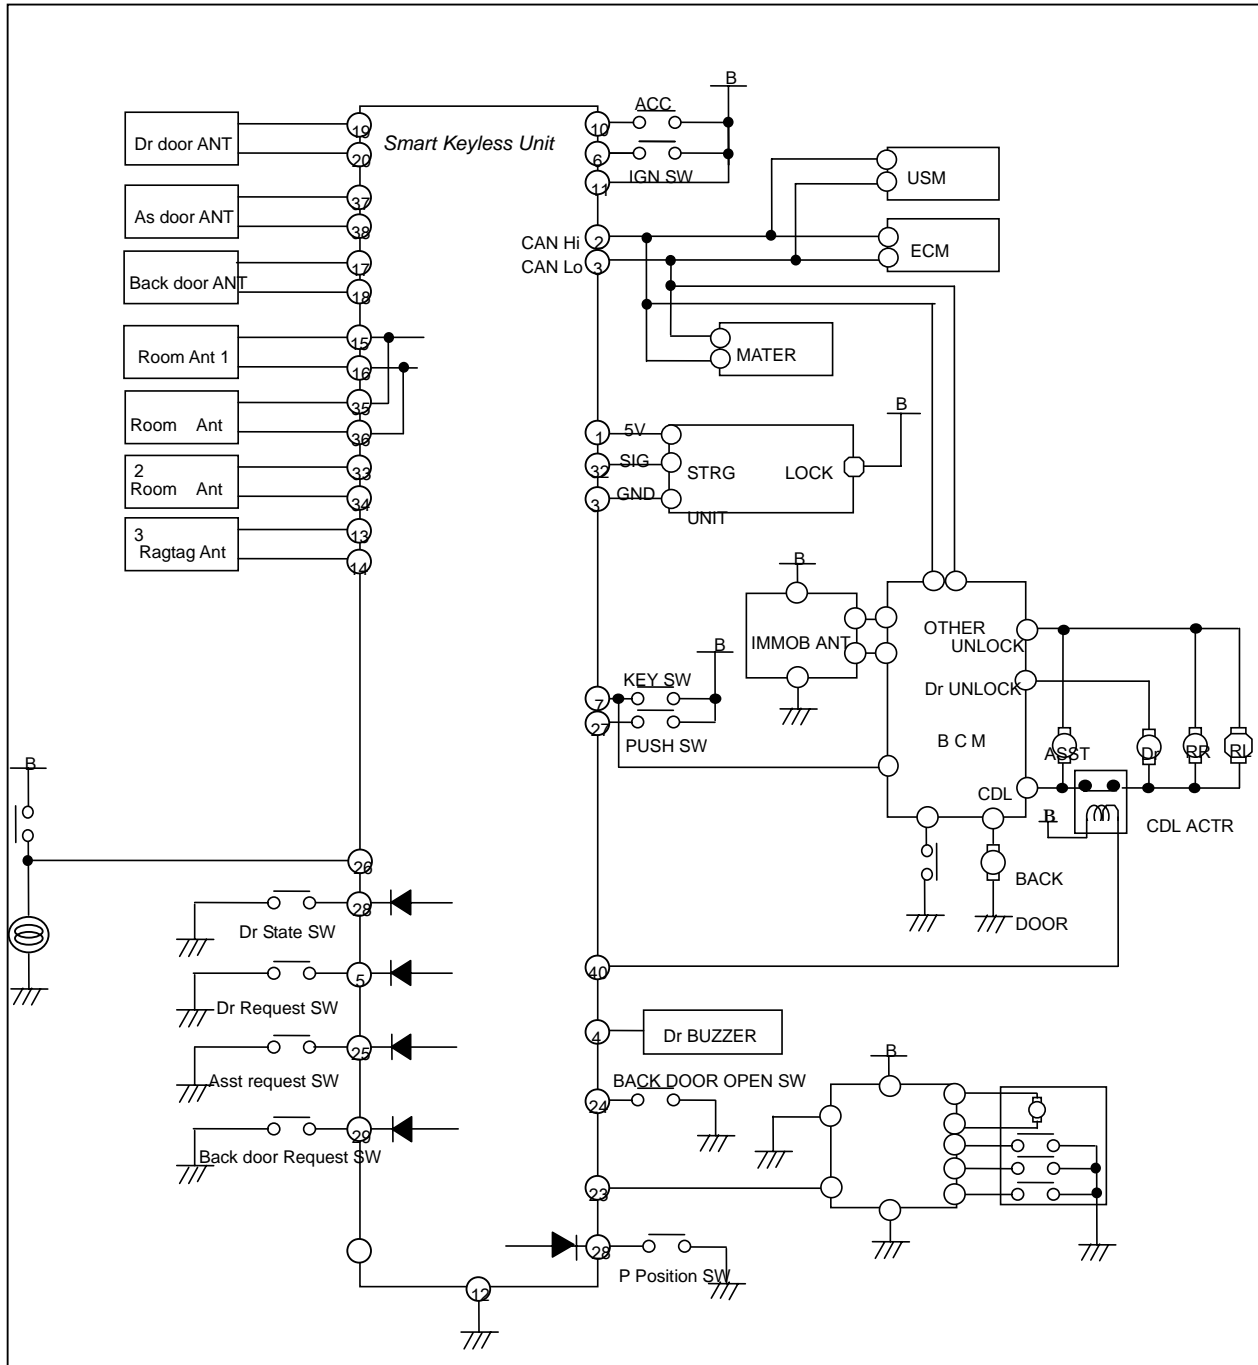 B
ACC
19
Smart Keyless Unit
10
Dr door ANT
20
6
IGN SW
11
USM
37
As door ANT
38
CAN Hi
2
ECM
CAN Lo
3
17
Back door ANT
18
15
Room Ant 1
16
MATER
35
Room Ant
36
B
1
5V
2
33
SIG
32
STRG
LOCK
Room Ant
34
3
GND
UNIT
3
13
Ragtag Ant
14
B
OTHER
UNLOCK
IMMOB ANT
B
KEY SW
Dr UNLOCK
7
27
PUSH SW
B C M
ASST
Dr
RR
RL
B
CDL
B
CDL ACTR
26
BACK
28
DOOR
Dr State SW
40
5
Dr Request SW
4
Dr BUZZER
25
B
Asst request SW
BACK DOOR OPEN SW
24
29
Back door Request SW
23
28
P Position SW
12